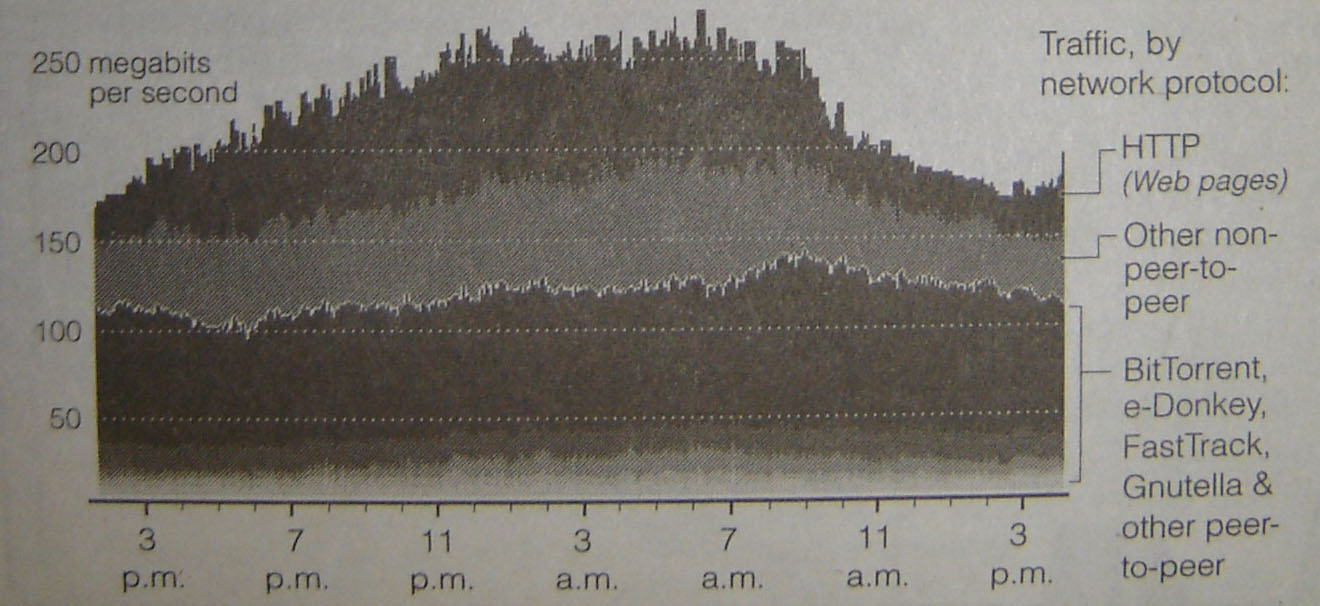 250 megabits
per second
200
150
100
50
3 p.m.
7 p.m.
11 p.m.
3 a.m.
7 a.m.
11 a.m.
3 p.m.
Traffic, by
network protocol:
HTTP
(Web pages)
Other non-
peer-to-
peer
BitTorrent,
e-Donkey,
FastTrack,
Gnutella &
other peer-
to-peer